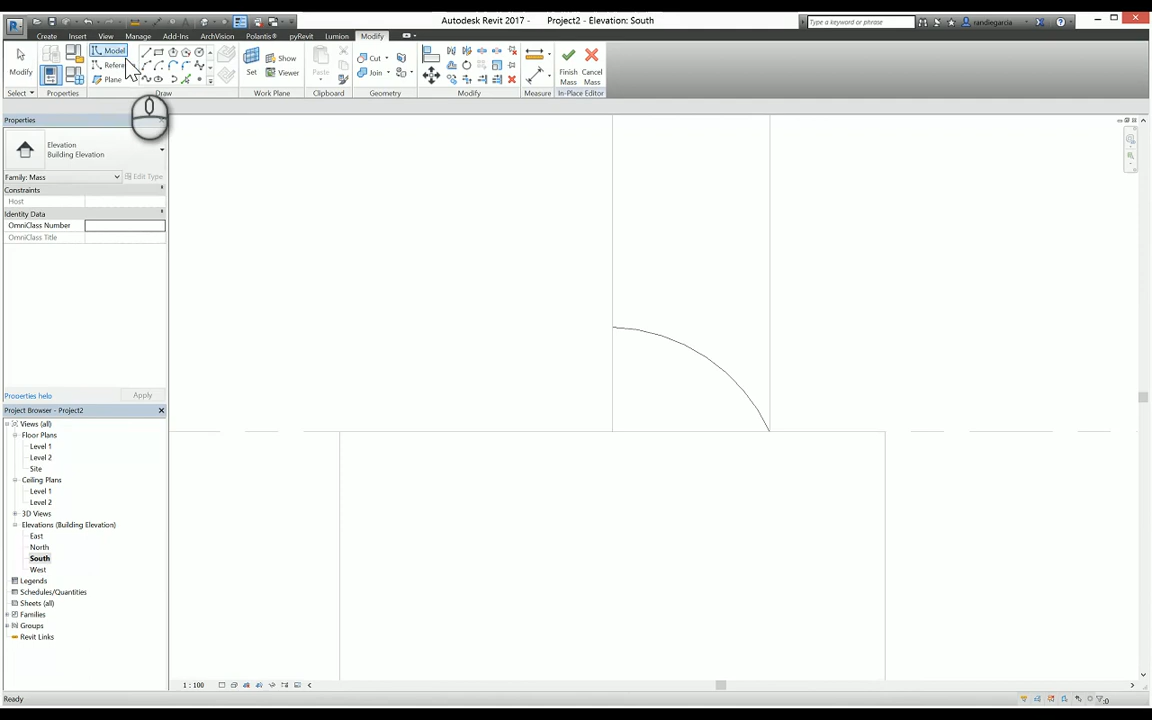 Autodesk Revit 2017 - Project2 - Elevation: South
Type a keyword or phrase
randiegarcia
Create Insert View Manage Add-Ins ArchVision Polantis® pyRevit Lumion Modify
Modify
Model
Refere
Plane
Set
Show
Viewer
Paste
Cut
Join
Finish Mass
Cancel Mass
Select Properties Draw Work Plane Clipboard Geometry Modify Measure In-Place Editor
Properties
Elevation
Building Elevation
Family: Mass Edit Type
Constraints
Host
Identity Data
OmniClass Number
OmniClass Title
Properties help Apply
Project Browser - Project2
Views (all)
Floor Plans
Level 1
Level 2
Site
Ceiling Plans
Level 1
Level 2
3D Views
Elevations (Building Elevation)
East
North
South
West
Legends
Schedules/Quantities
Sheets (all)
Families
Groups
Revit Links
1 : 100
Ready
:0